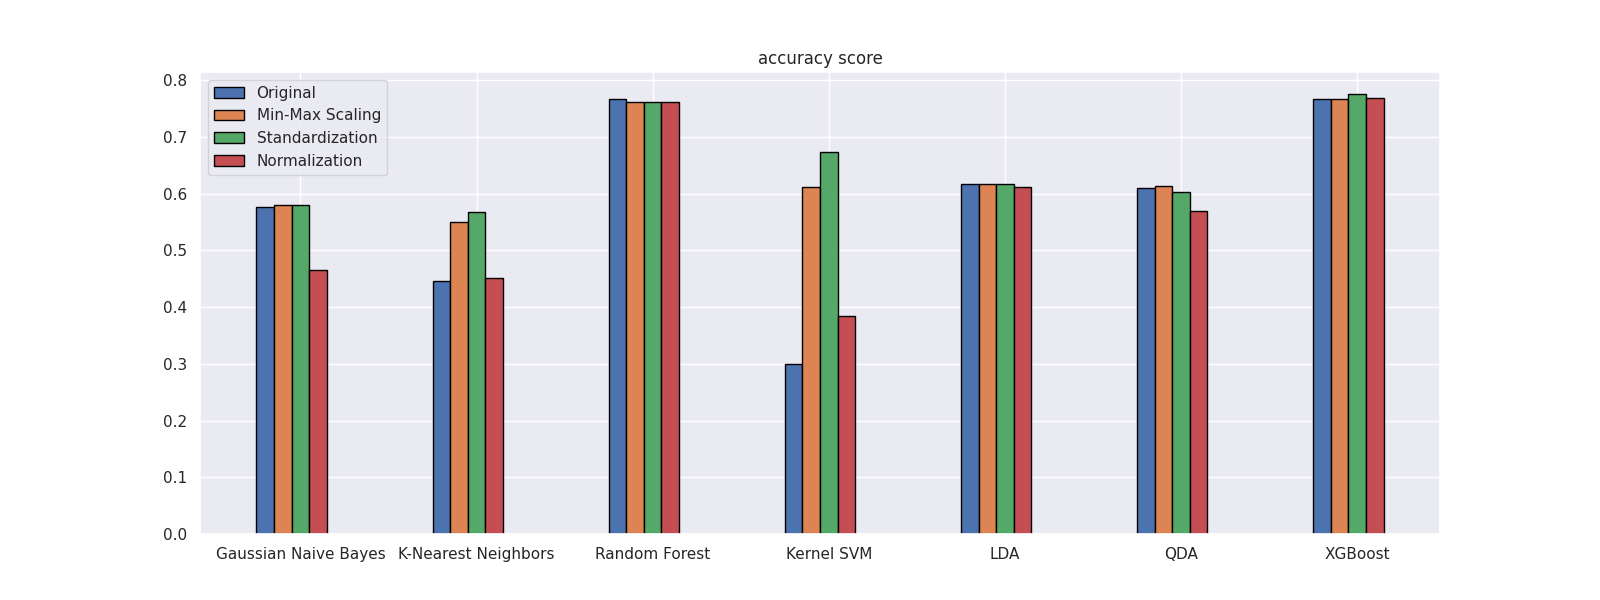 accuracy score
Original
Min-Max Scaling
Standardization
Normalization
0.8
0.7
0.6
0.5
0.4
0.3
0.2
0.1
0.0
Gaussian Naive Bayes
K-Nearest Neighbors
Random Forest
Kernel SVM
LDA
QDA
XGBoost